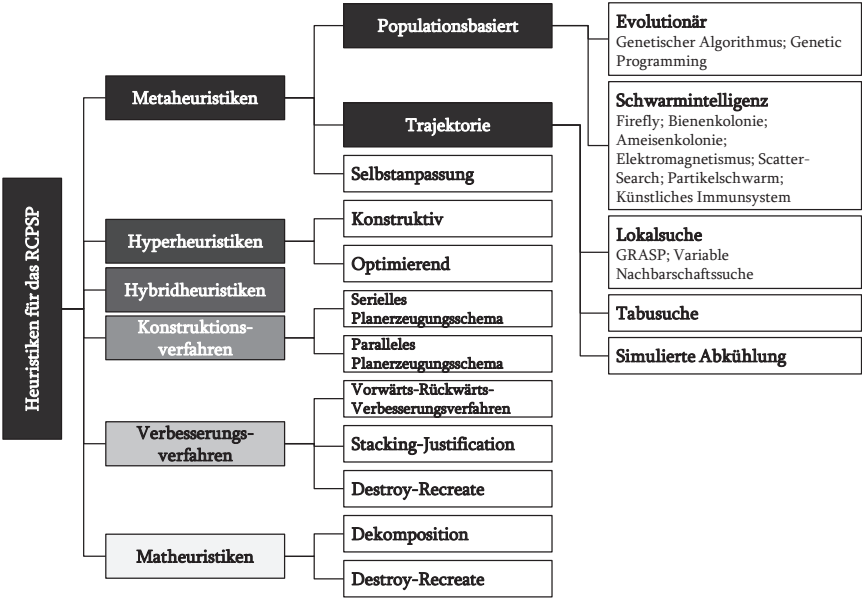 Heuristiken für das RCPSP
Metaheuristiken
Populationsbasiert
Evolutionär
Genetischer Algorithmus; Genetic
Programming
Schwarmintelligenz
Firefly; Bienenkolonie;
Ameisenkolonie;
Elektromagnetismus; Scatter-
Search; Partikelschwarm;
Künstliches Immunsystem
Trajektorie
Lokalsuche
GRASP; Variable
Nachbarschaftssuche
Tabusuche
Simulierte Abkühlung
Selbstanpassung
Hyperheuristiken
Konstruktiv
Optimierend
Hybridheuristiken
Konstruktions-
verfahren
Serielles
Planerzeugungsschema
Paralleles
Planerzeugungsschema
Verbesserungs-
verfahren
Vorwärts-Rückwärts-
Verbesserungsverfahren
Stacking-Justification
Destroy-Recreate
Matheuristiken
Dekomposition
Destroy-Recreate